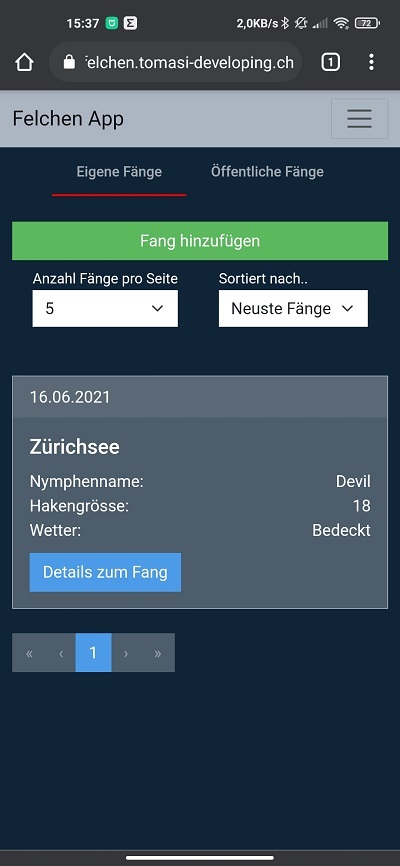 15:37 2,0KB/s 72
felchen.tomasi-developing.ch 1
Felchen App
Eigene Fänge Öffentliche Fänge
Fang hinzufügen
Anzahl Fänge pro Seite Sortiert nach..
5 Neuste Fänge
16.06.2021
Zürichsee
Nymphenname: Devil
Hakengrösse: 18
Wetter: Bedeckt
Details zum Fang
« ‹ 1 › »